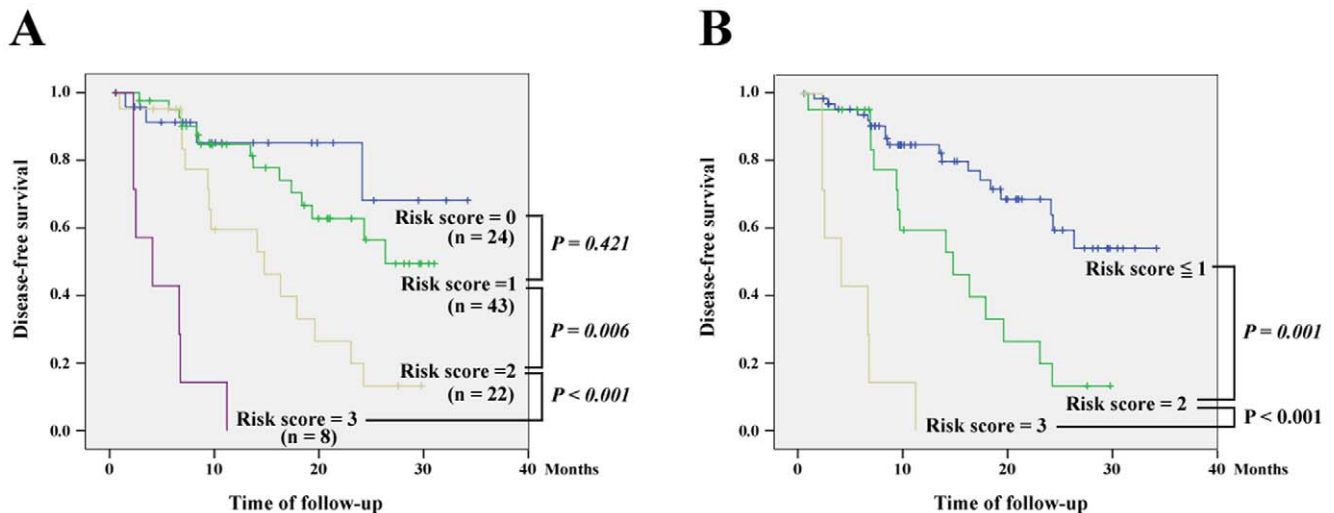 A
Disease-free survival
1.0
0.8
0.6
0.4
0.2
0.0
Risk score = 0
(n = 24)
P = 0.421
Risk score =1
(n = 43)
P = 0.006
Risk score =2
(n = 22)
P < 0.001
Risk score = 3
(n = 8)
0 10 20 30 40 Months
Time of follow-up
B
Disease-free survival
1.0
0.8
0.6
0.4
0.2
0.0
Risk score ≦ 1
P = 0.001
Risk score = 2
P < 0.001
Risk score = 3
0 10 20 30 40 Months
Time of follow-up